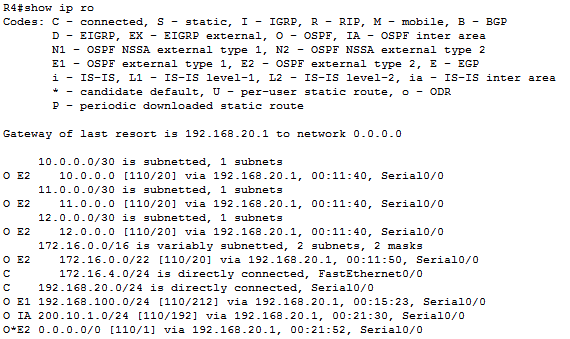 R4#show ip ro
Codes: C - connected, S - static, I - IGRP, R - RIP, M - mobile, B - BGP
D - EIGRP, EX - EIGRP external, O - OSPF, IA - OSPF inter area
N1 - OSPF NSSA external type 1, N2 - OSPF NSSA external type 2
E1 - OSPF external type 1, E2 - OSPF external type 2, E - EGP
i - IS-IS, L1 - IS-IS level-1, L2 - IS-IS level-2, ia - IS-IS inter area
* - candidate default, U - per-user static route, o - ODR
P - periodic downloaded static route
Gateway of last resort is 192.168.20.1 to network 0.0.0.0
10.0.0.0/30 is subnetted, 1 subnets
O E2 10.0.0.0 [110/20] via 192.168.20.1, 00:11:40, Serial0/0
11.0.0.0/30 is subnetted, 1 subnets
O E2 11.0.0.0 [110/20] via 192.168.20.1, 00:11:40, Serial0/0
12.0.0.0/30 is subnetted, 1 subnets
O E2 12.0.0.0 [110/20] via 192.168.20.1, 00:11:40, Serial0/0
172.16.0.0/16 is variably subnetted, 2 subnets, 2 masks
O E2 172.16.0.0/22 [110/20] via 192.168.20.1, 00:11:50, Serial0/0
C 172.16.4.0/24 is directly connected, FastEthernet0/0
C 192.168.20.0/24 is directly connected, Serial0/0
O E1 192.168.100.0/24 [110/212] via 192.168.20.1, 00:15:23, Serial0/0
O IA 200.10.1.0/24 [110/192] via 192.168.20.1, 00:21:30, Serial0/0
O*E2 0.0.0.0/0 [110/1] via 192.168.20.1, 00:21:52, Serial0/0